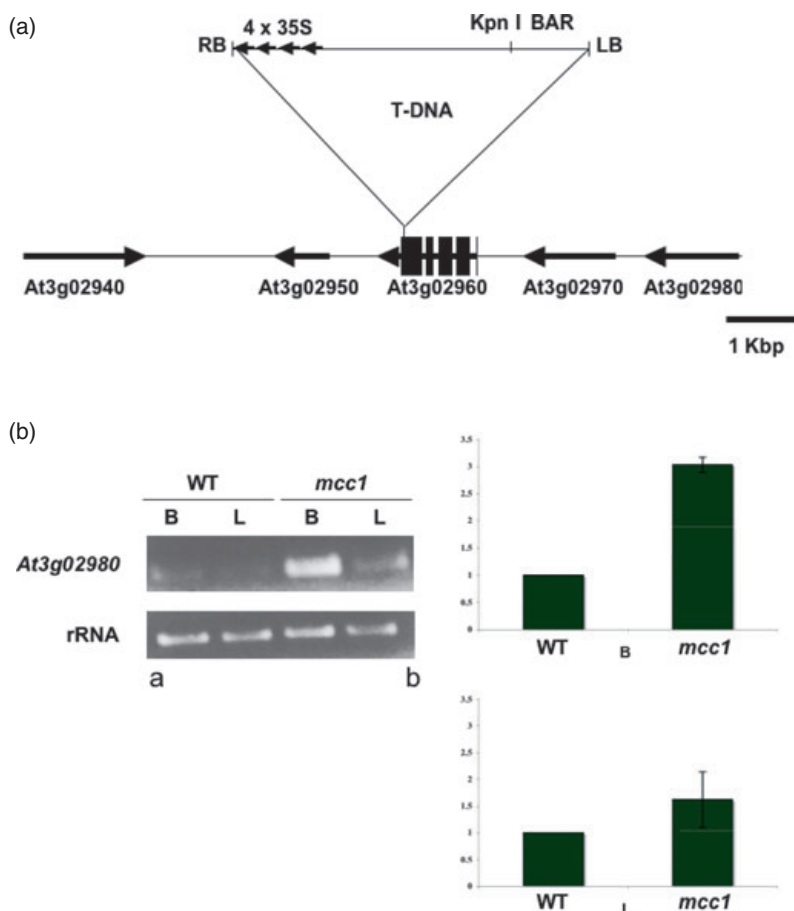 (a)
4 x 35S
Kpn I BAR
RB
LB
T-DNA
At3g02940
At3g02950
At3g02960
At3g02970
At3g02980
1 Kbp
(b)
WT
mcc1
B
L
B
L
At3g02980
rRNA
a
b
3.5
3
2.5
2
1.5
1
0.5
0
WT
B
mcc1
3.5
3
2.5
2
1.5
1
0.5
0
WT
L
mcc1